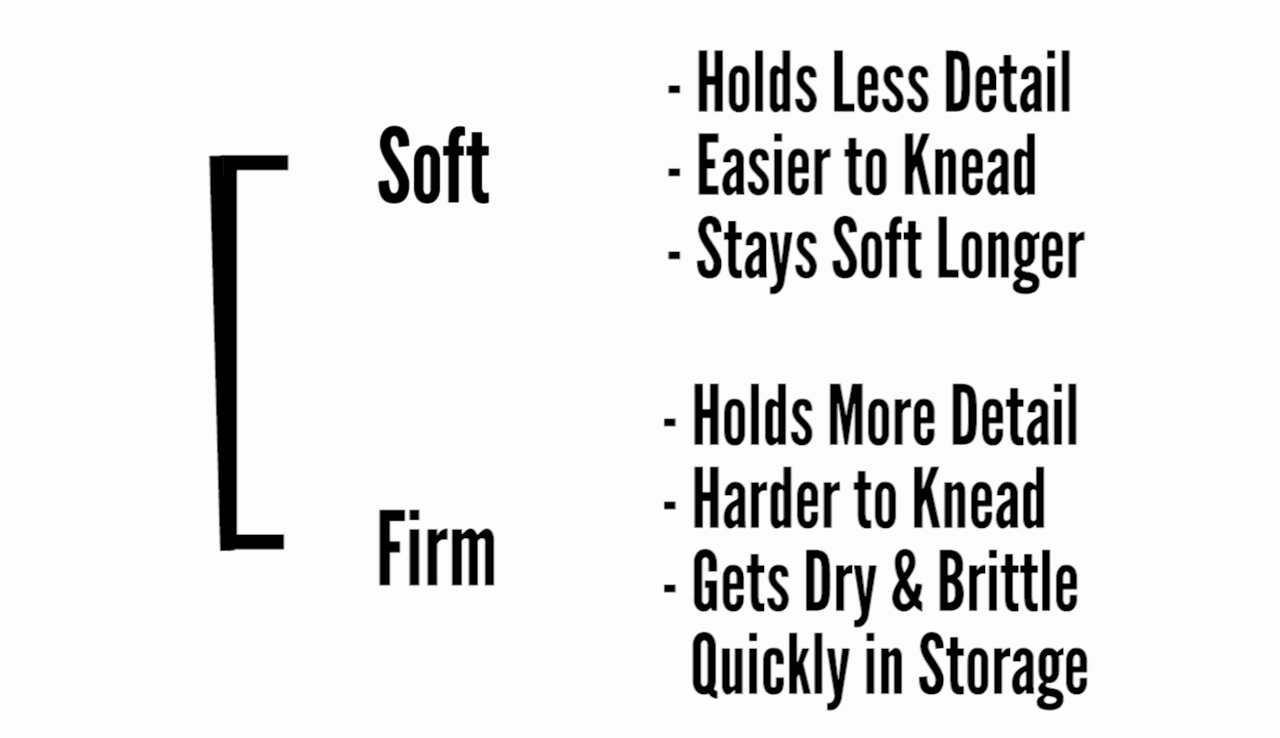 Soft
- Holds Less Detail
- Easier to Knead
- Stays Soft Longer
Firm
- Holds More Detail
- Harder to Knead
- Gets Dry & Brittle
Quickly in Storage